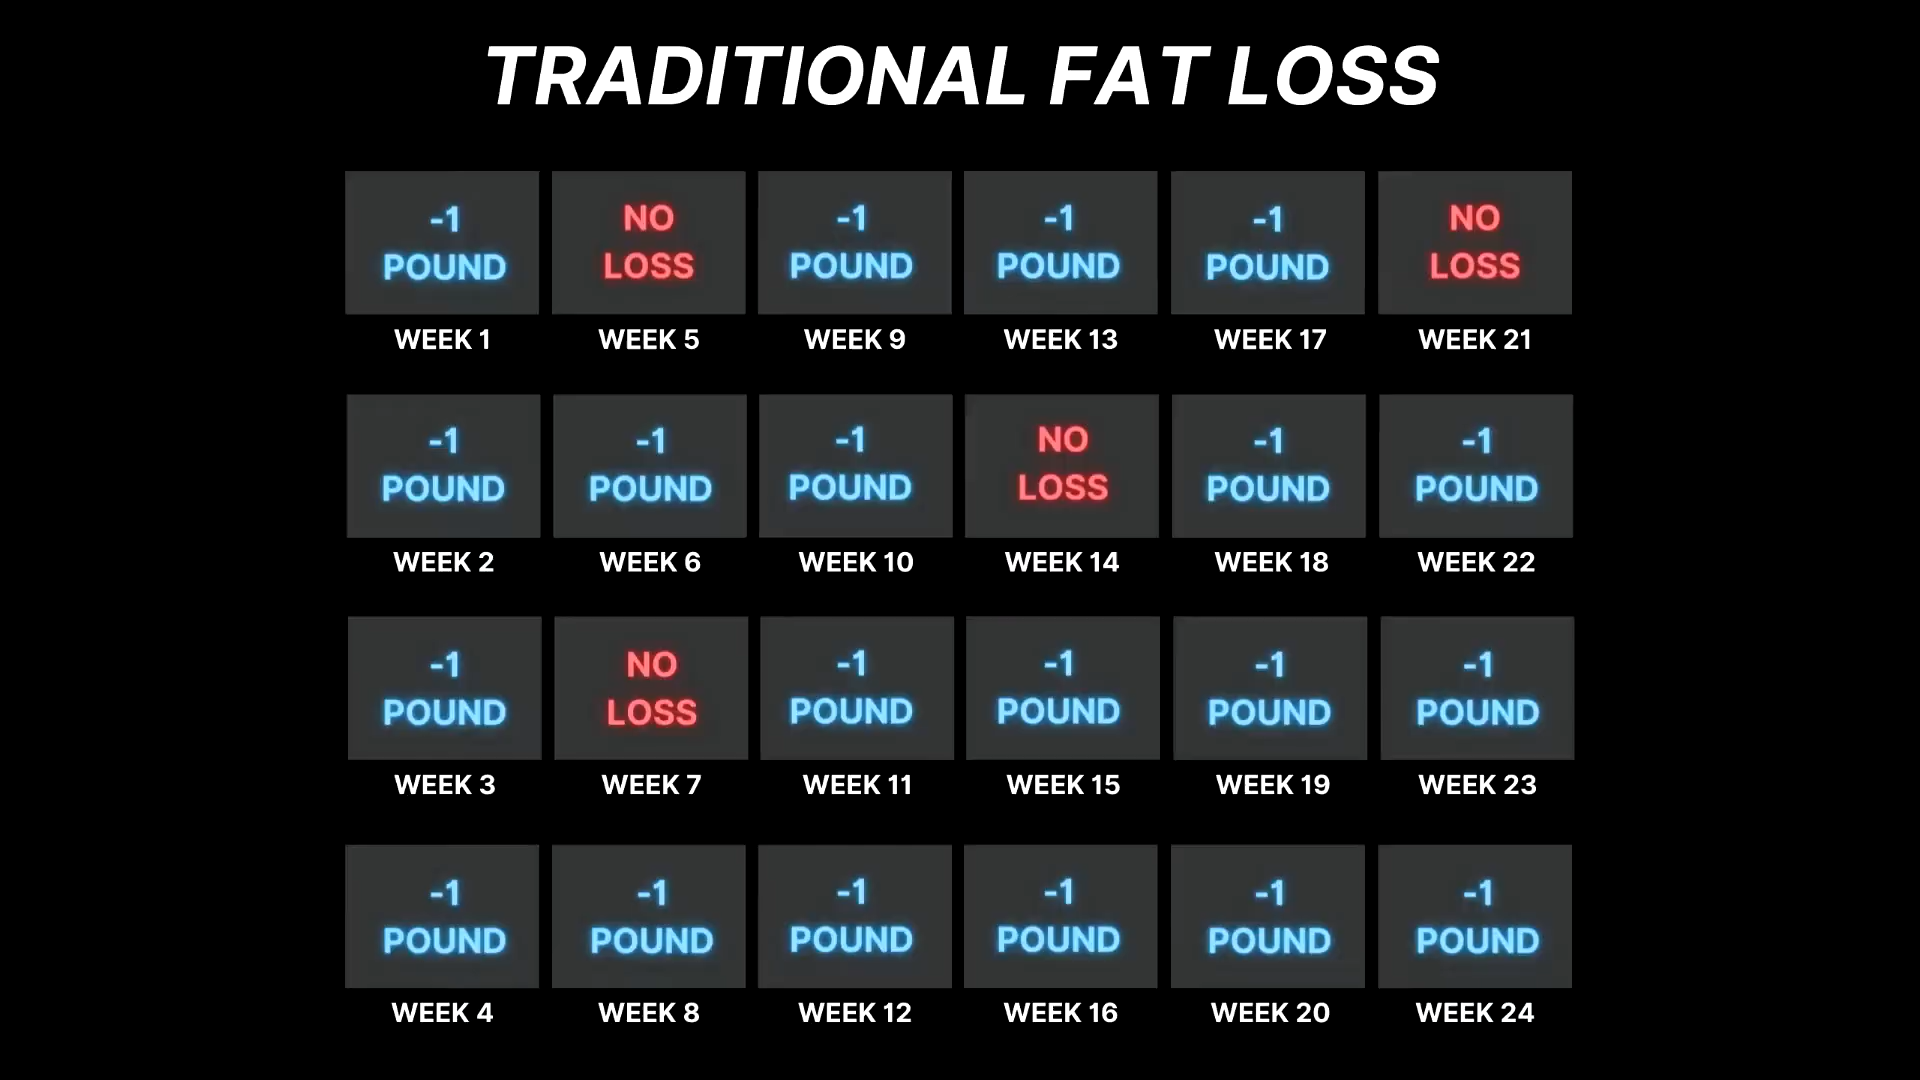 TRADITIONAL FAT LOSS
-1
POUND
WEEK 1
NO
LOSS
WEEK 5
-1
POUND
WEEK 9
-1
POUND
WEEK 13
-1
POUND
WEEK 17
NO
LOSS
WEEK 21
-1
POUND
WEEK 2
-1
POUND
WEEK 6
-1
POUND
WEEK 10
NO
LOSS
WEEK 14
-1
POUND
WEEK 18
-1
POUND
WEEK 22
-1
POUND
WEEK 3
NO
LOSS
WEEK 7
-1
POUND
WEEK 11
-1
POUND
WEEK 15
-1
POUND
WEEK 19
-1
POUND
WEEK 23
-1
POUND
WEEK 4
-1
POUND
WEEK 8
-1
POUND
WEEK 12
-1
POUND
WEEK 16
-1
POUND
WEEK 20
-1
POUND
WEEK 24